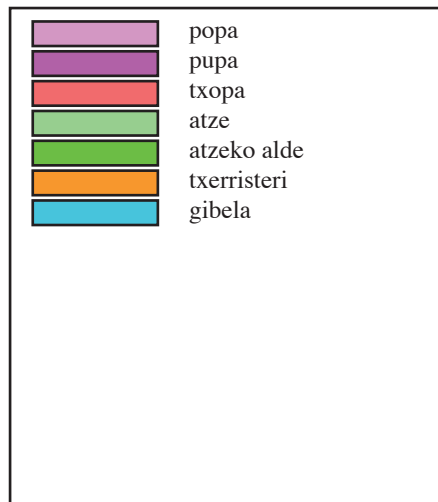 popa
pupa
txopa
atze
atzeko alde
txerristeri
gibela